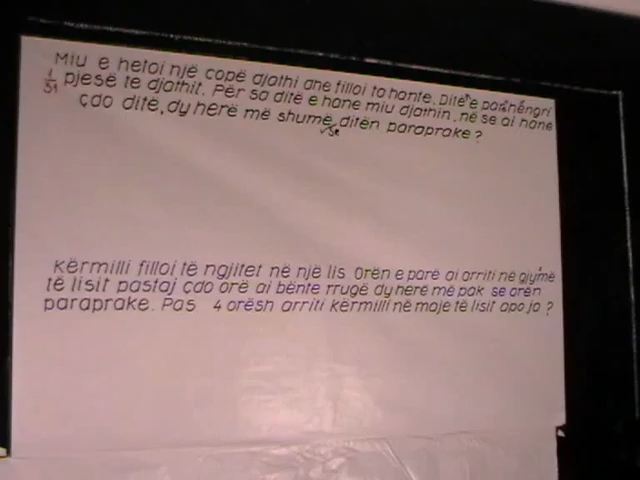 Miu e hetoi një copë djathi dhe filloi ta hante. Ditën e parë hëngri
1/31 pjesë te djathit. Për sa ditë e hane miu djathin, në se ai hane
çdo ditë, dy herë më shumë se ditën paraprake?
Kërmilli filloi të ngjitet në një lis. Orën e parë ai arriti në gjymë
të lisit pastaj çdo orë ai bënte rrugë dy herë më pak se orën
paraprake. Pas 4 orësh arriti kërmilli në maje të lisit apo jo?